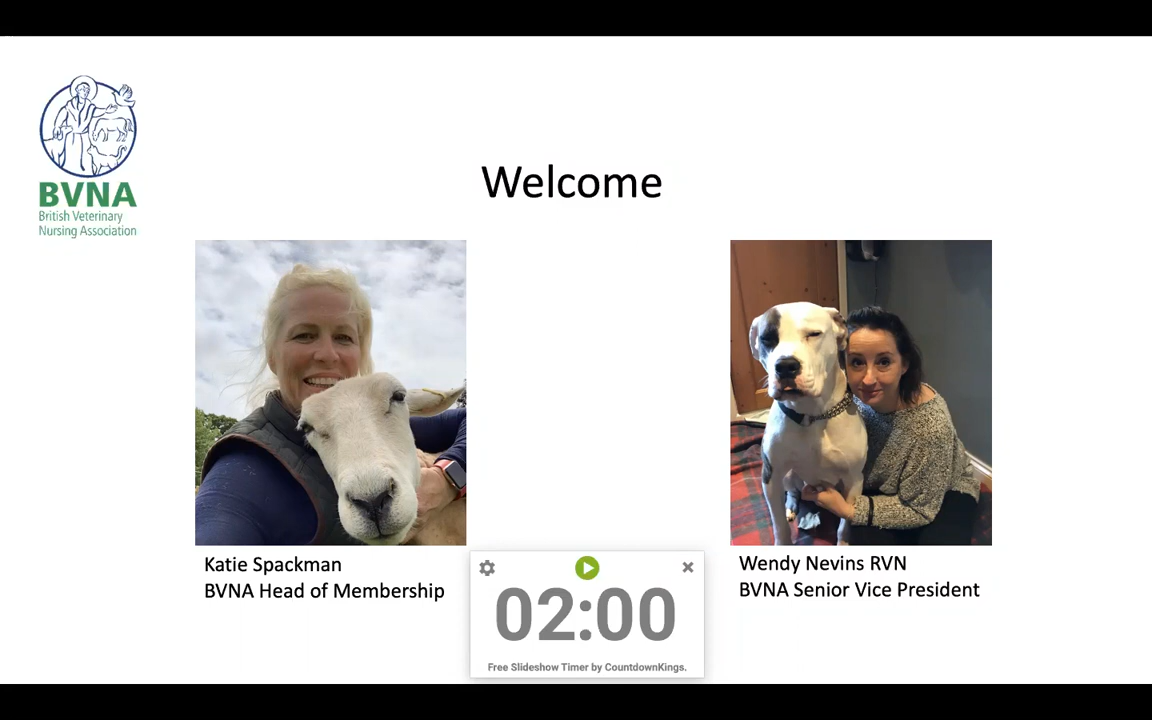 BVNA
British Veterinary
Nursing Association
Welcome
Katie Spackman
BVNA Head of Membership
Wendy Nevins RVN
BVNA Senior Vice President
02:00
Free Slideshow Timer by CountdownKings.